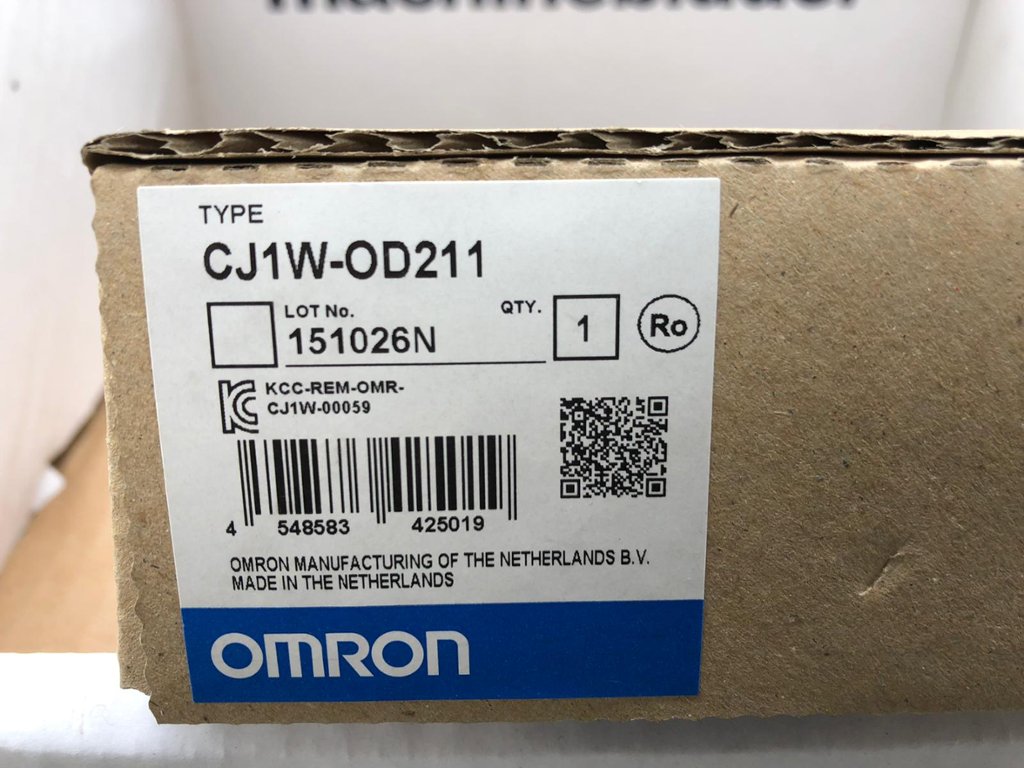 TYPE
CJ1W-OD211
LOT No.
151026N
QTY.
1
Ro
KCC-REM-OMR-
CJ1W-00059
4 548583 425019
OMRON MANUFACTURING OF THE NETHERLANDS B.V.
MADE IN THE NETHERLANDS
OMRON